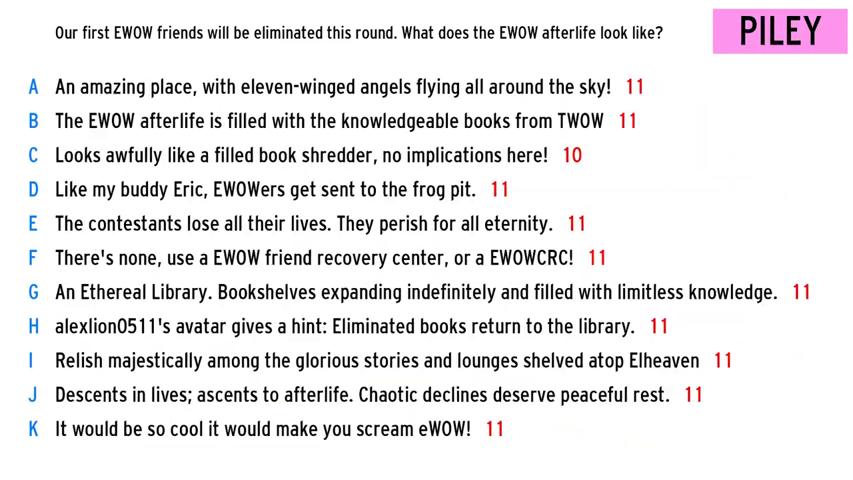 Our first EWOW friends will be eliminated this round. What does the EWOW afterlife look like?
PILEY
A An amazing place, with eleven-winged angels flying all around the sky! 11
B The EWOW afterlife is filled with the knowledgeable books from TWOW 11
C Looks awfully like a filled book shredder, no implications here! 10
D Like my buddy Eric, EWOWers get sent to the frog pit. 11
E The contestants lose all their lives. They perish for all eternity. 11
F There's none, use a EWOW friend recovery center, or a EWOWCRC! 11
G An Ethereal Library. Bookshelves expanding indefinitely and filled with limitless knowledge. 11
H alexlion0511's avatar gives a hint: Eliminated books return to the library. 11
I Relish majestically among the glorious stories and lounges shelved atop Elheaven 11
J Descents in lives; ascents to afterlife. Chaotic declines deserve peaceful rest. 11
K It would be so cool it would make you scream eWOW! 11